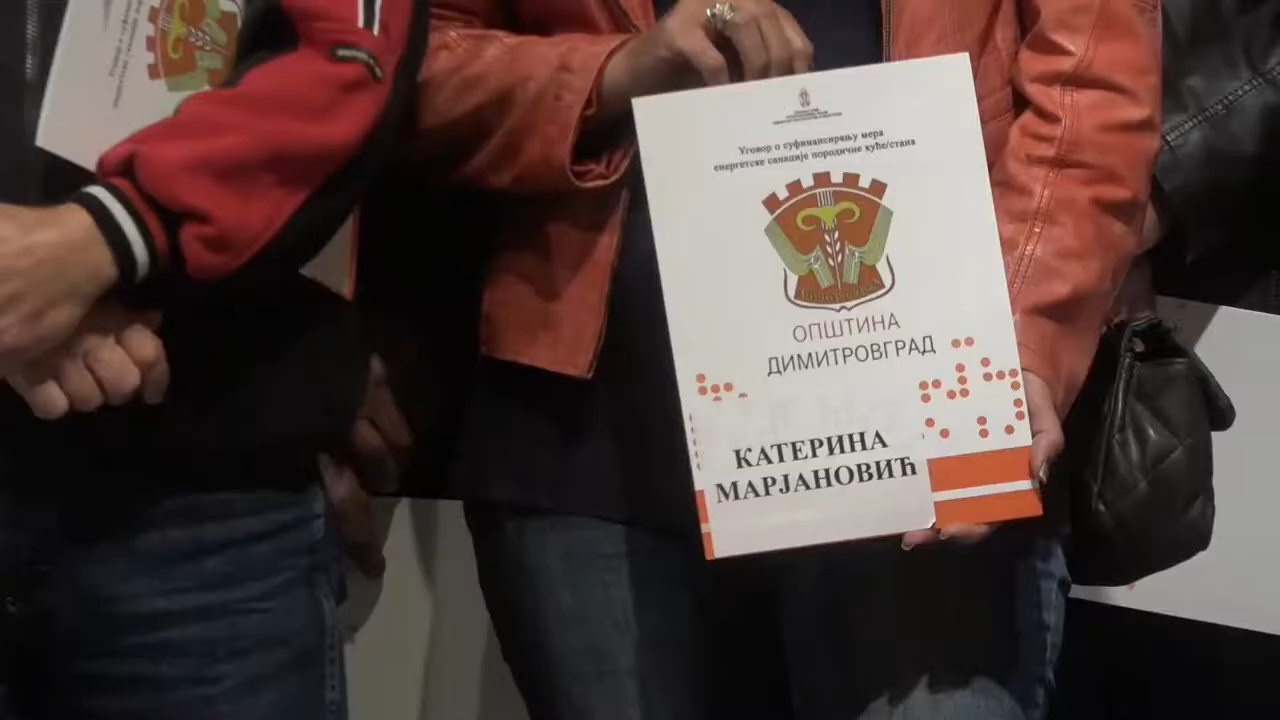 Уговор о суфинансирању мера
енергетске санације породичне куће/стана
ОПШТИНА
ДИМИТРОВГРАД
КАТЕРИНА
МАРЈАНОВИЋ